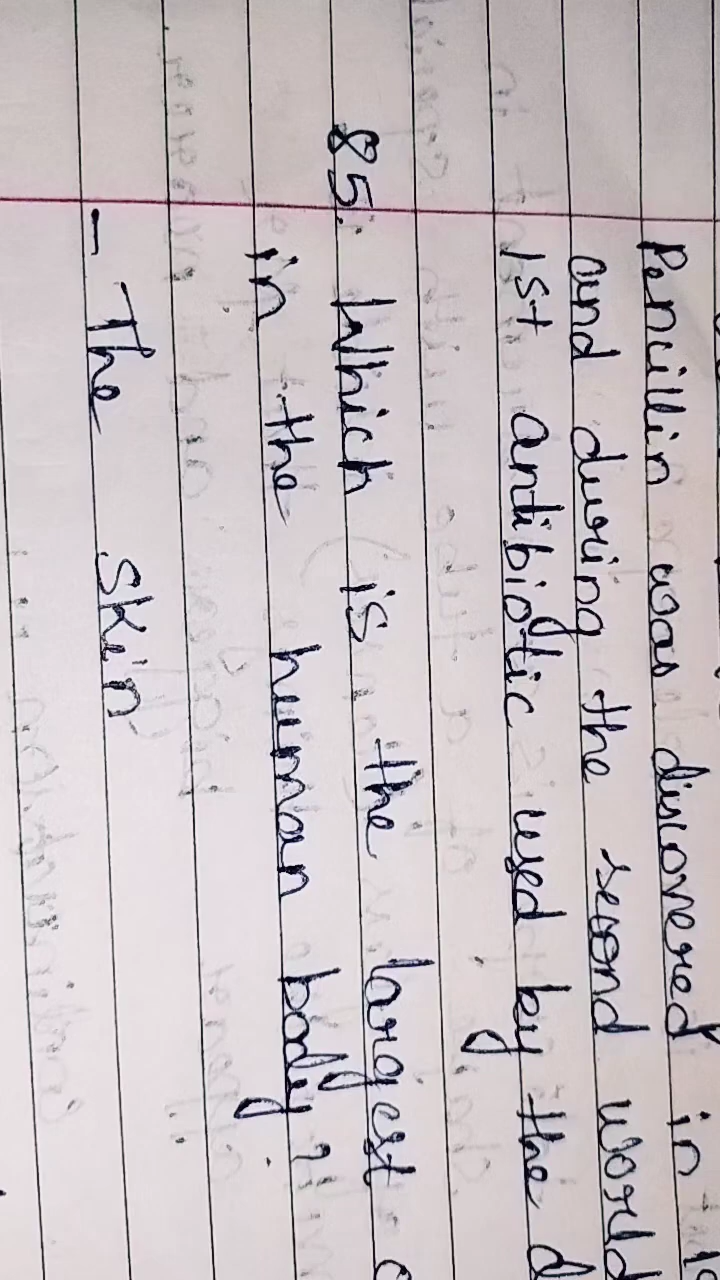 Pencillin was discovered in
and during the second world
1st antibiotic used by the
85. Which is the largest
in the human body?
- The skin